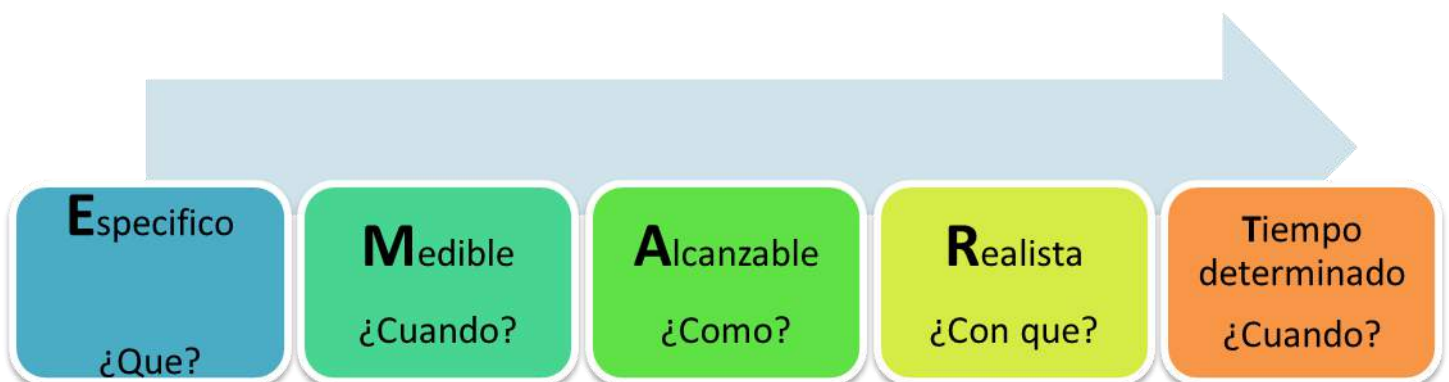 Especifico
¿Que?
Medible
¿Cuando?
Alcanzable
¿Como?
Realista
¿Con que?
Tiempo
determinado
¿Cuando?